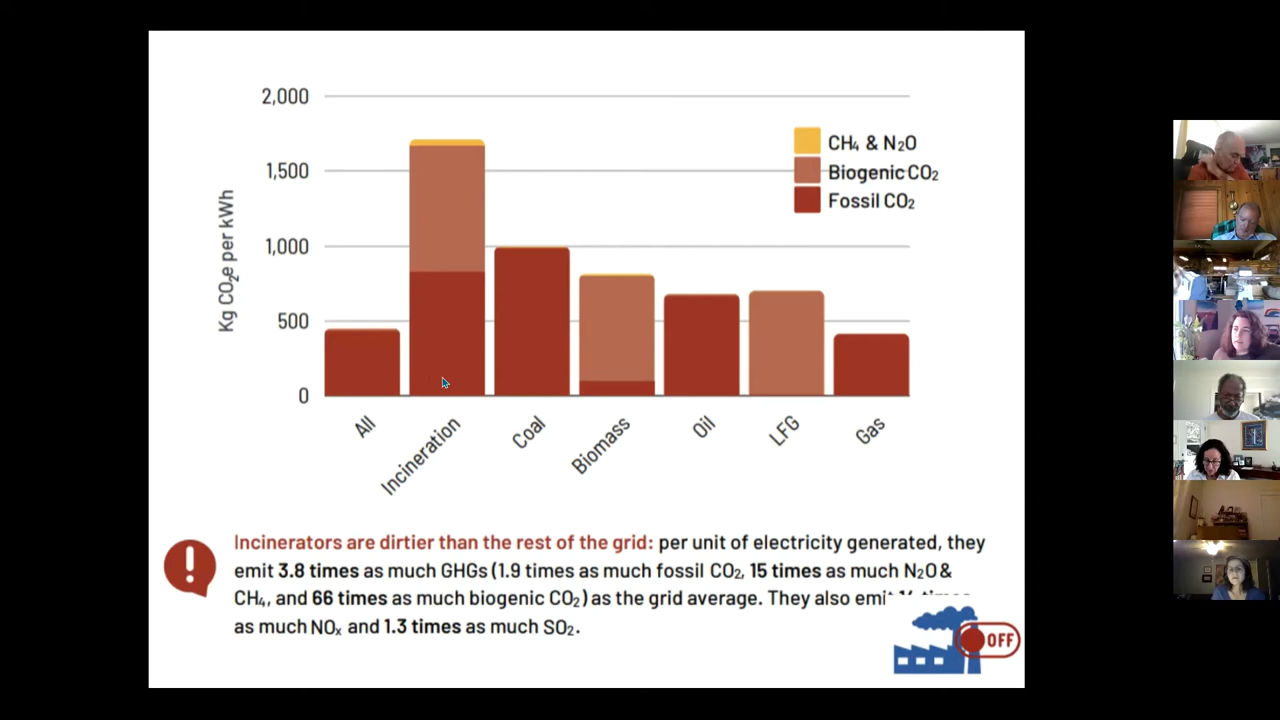 2,000
1,500
1,000
500
0
Kg CO₂e per kWh
CH₄ & N₂O
Biogenic CO₂
Fossil CO₂
All
Incineration
Coal
Biomass
Oil
LFG
Gas
Incinerators are dirtier than the rest of the grid: per unit of electricity generated, they
emit 3.8 times as much GHGs (1.9 times as much fossil CO₂, 15 times as much N₂O &
CH₄, and 66 times as much biogenic CO₂) as the grid average. They also emit
as much NOₓ and 1.3 times as much SO₂.
OFF